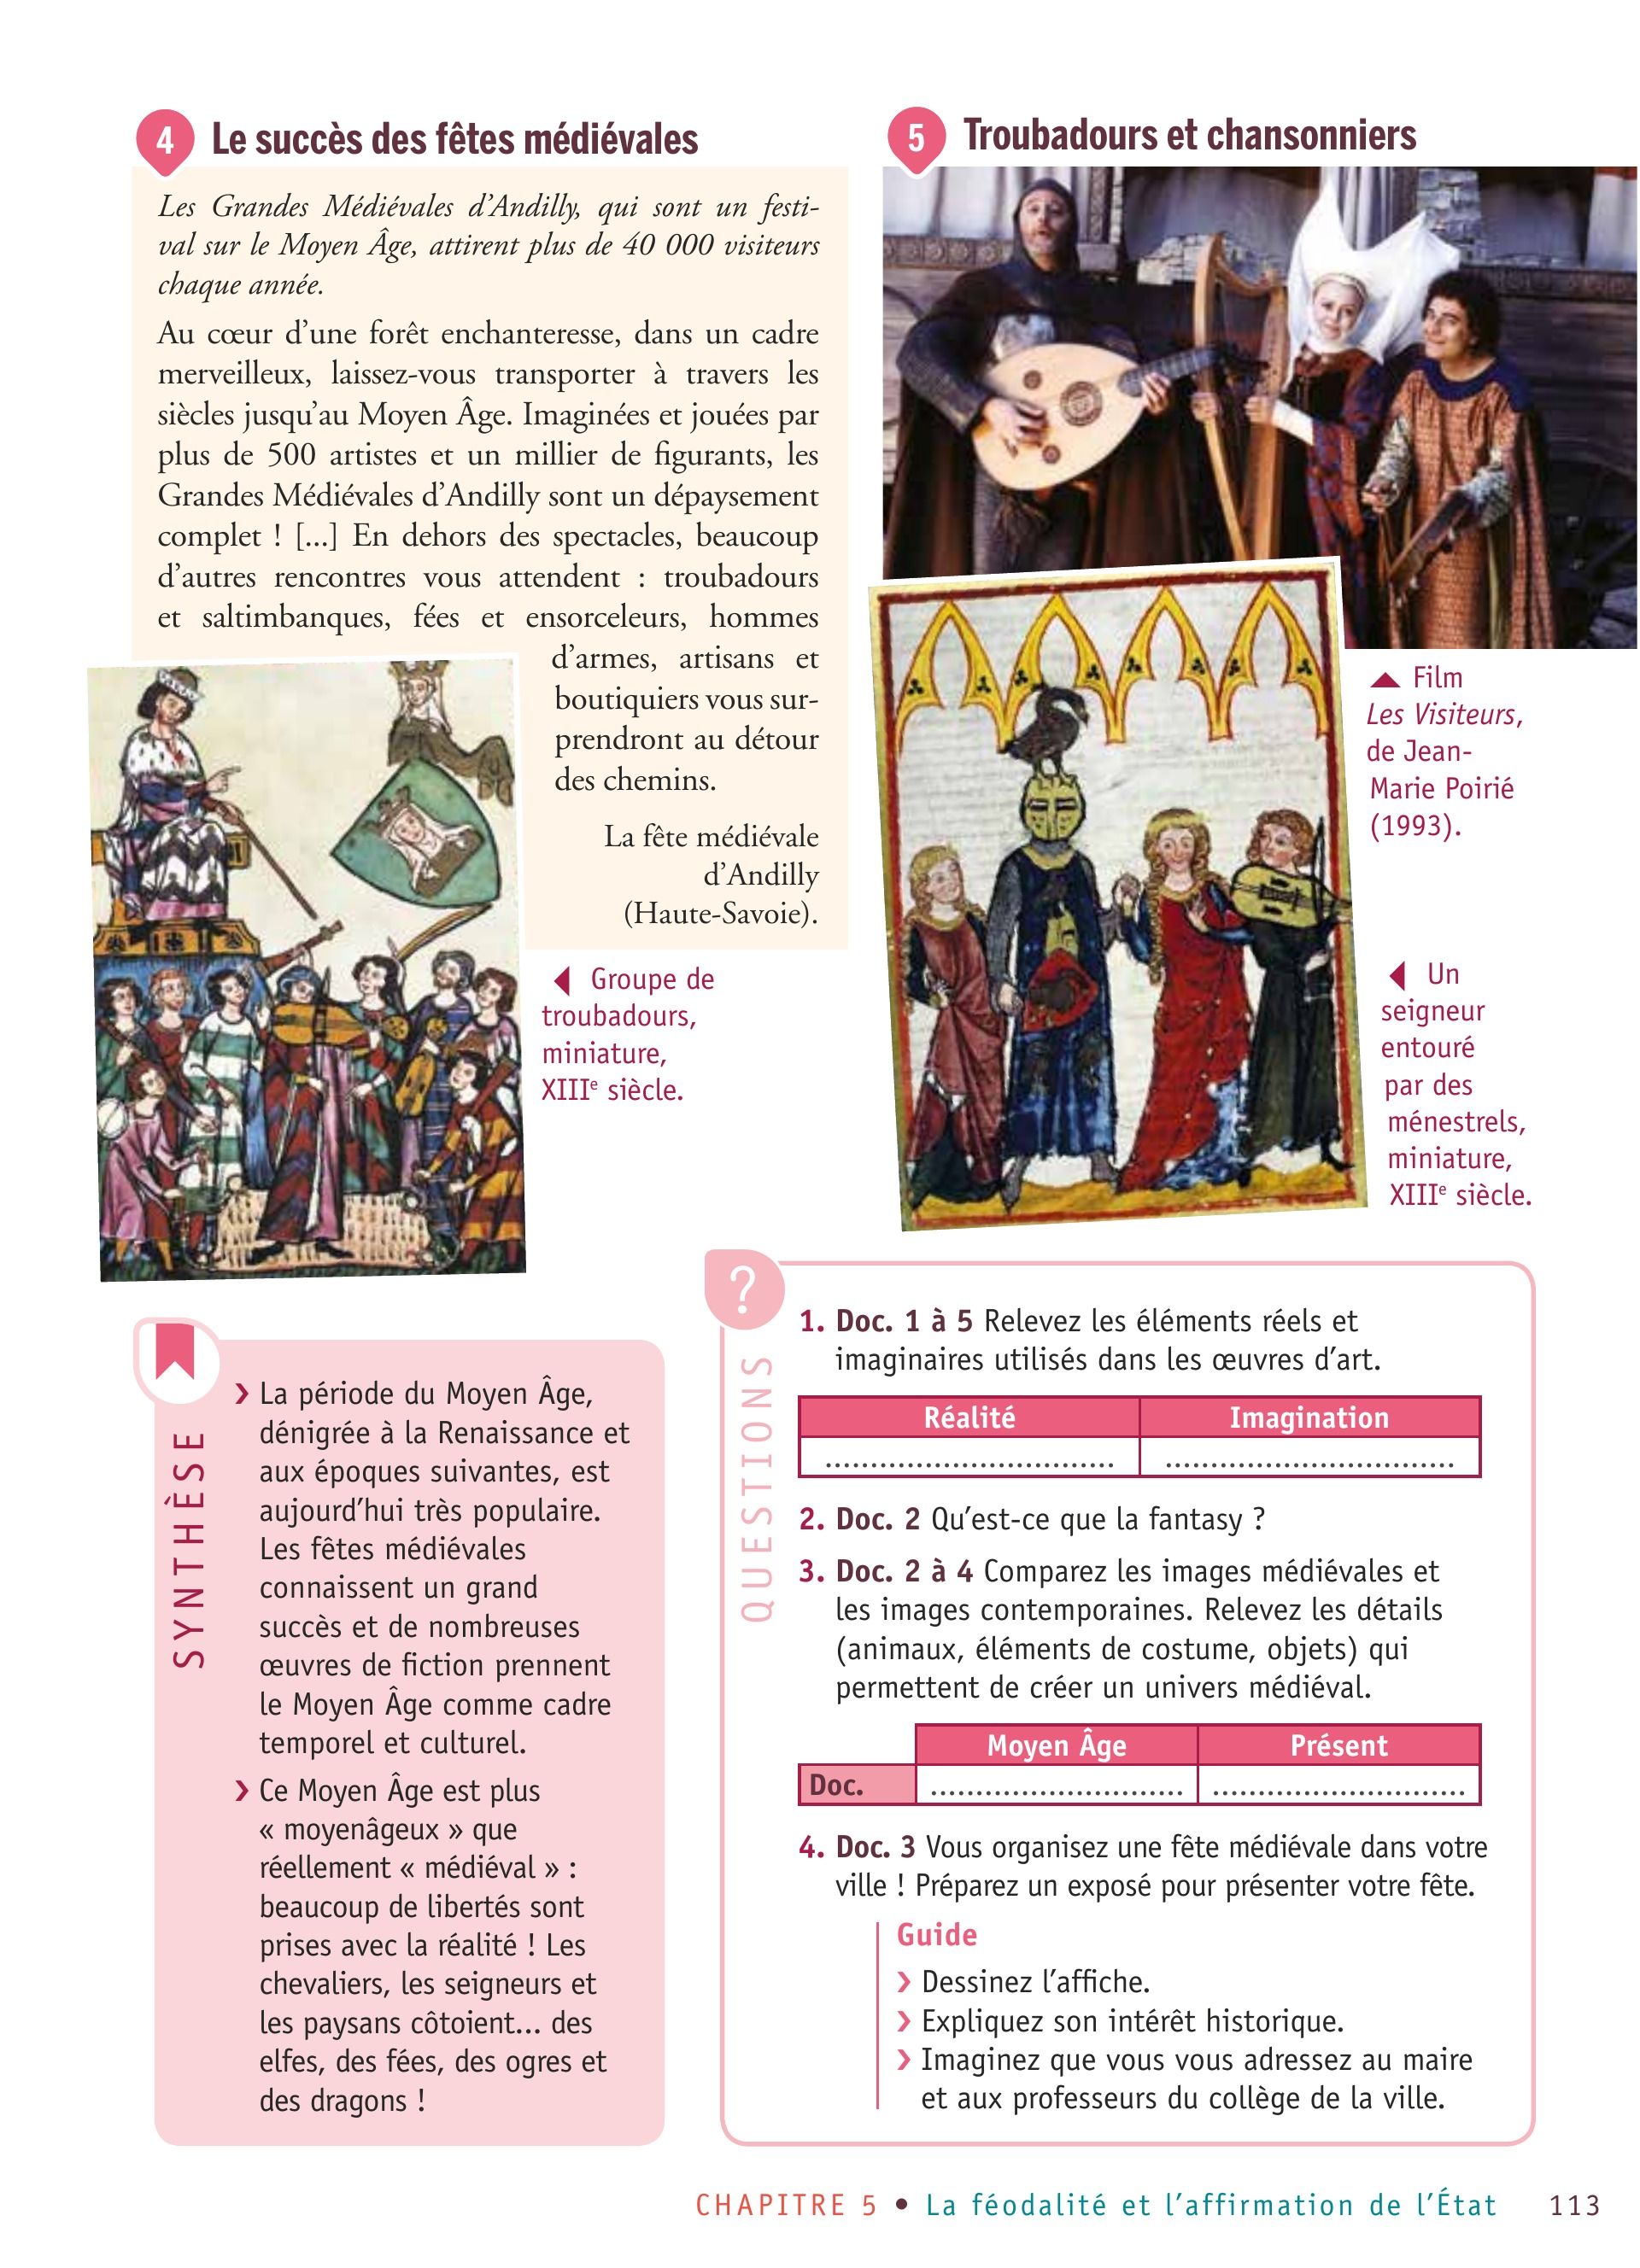 4 Le succès des fêtes médiévales
Les Grandes Médiévales d'Andilly, qui sont un festi-
val sur le Moyen Âge, attirent plus de 40 000 visiteurs
chaque année.
Au cœur d'une forêt enchanteresse, dans un cadre
merveilleux, laissez-vous transporter à travers les
siècles jusqu'au Moyen Âge. Imaginées et jouées par
plus de 500 artistes et un millier de figurants, les
Grandes Médiévales d'Andilly sont un dépaysement
complet ! [...] En dehors des spectacles, beaucoup
d'autres rencontres vous attendent : troubadours
et saltimbanques, fées et ensorceleurs, hommes
d'armes, artisans et
boutiquiers vous sur-
prendront au détour
des chemins.
La fête médiévale
d'Andilly
(Haute-Savoie).
◀ Groupe de
troubadours,
miniature,
XIIIe siècle.
5 Troubadours et chansonniers
▲ Film
Les Visiteurs,
de Jean-
Marie Poirié
(1993).
◀ Un
seigneur
entouré
par des
ménestrels,
miniature,
XIIIe siècle.
SYNTHÈSE
› La période du Moyen Âge,
dénigrée à la Renaissance et
aux époques suivantes, est
aujourd'hui très populaire.
Les fêtes médiévales
connaissent un grand
succès et de nombreuses
œuvres de fiction prennent
le Moyen Âge comme cadre
temporel et culturel.
› Ce Moyen Âge est plus
« moyenâgeux » que
réellement « médiéval » :
beaucoup de libertés sont
prises avec la réalité ! Les
chevaliers, les seigneurs et
les paysans côtoient... des
elfes, des fées, des ogres et
des dragons !
?
QUESTIONS
1. Doc. 1 à 5 Relevez les éléments réels et
imaginaires utilisés dans les œuvres d'art.
Réalité Imagination
................................ ................................
2. Doc. 2 Qu'est-ce que la fantasy ?
3. Doc. 2 à 4 Comparez les images médiévales et
les images contemporaines. Relevez les détails
(animaux, éléments de costume, objets) qui
permettent de créer un univers médiéval.
Moyen Âge Présent
Doc. ............................ ............................
4. Doc. 3 Vous organisez une fête médiévale dans votre
ville ! Préparez un exposé pour présenter votre fête.
Guide
› Dessinez l'affiche.
› Expliquez son intérêt historique.
› Imaginez que vous vous adressez au maire
et aux professeurs du collège de la ville.
CHAPITRE 5 • La féodalité et l'affirmation de l'État 113